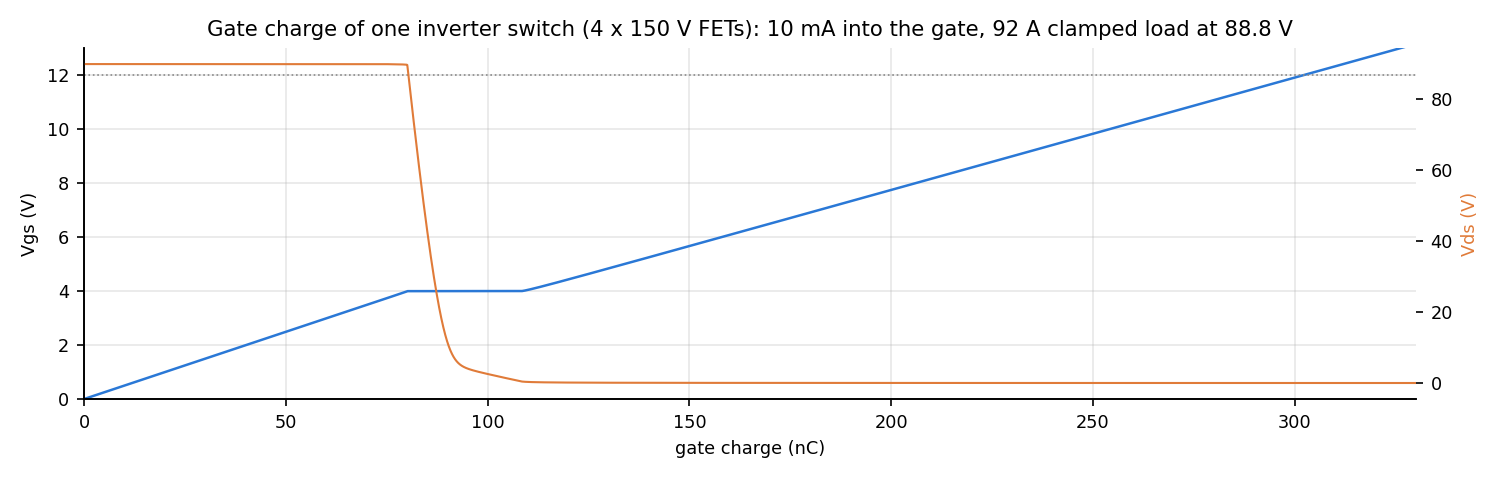 Gate charge of one inverter switch (4 x 150 V FETs): 10 mA into the gate, 92 A clamped load at 88.8 V
Vgs (V)
12
10
8
6
4
2
0
80
60
40
20
0
Vds (V)
0 50 100 150 200 250 300
gate charge (nC)